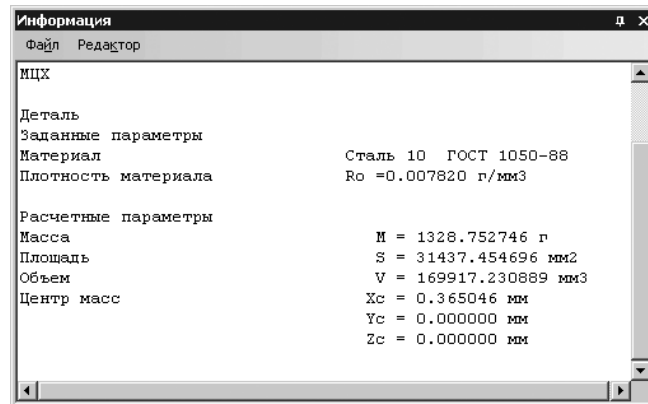 Информация
Файл Редактор
МЦХ
Деталь
Заданные параметры
Материал Сталь 10 ГОСТ 1050-88
Плотность материала Ro =0.007820 г/мм3
Расчетные параметры
Масса M = 1328.752746 г
Площадь S = 31437.454696 мм2
Объем V = 169917.230889 мм3
Центр масс Xc = 0.365046 мм
Yc = 0.000000 мм
Zc = 0.000000 мм